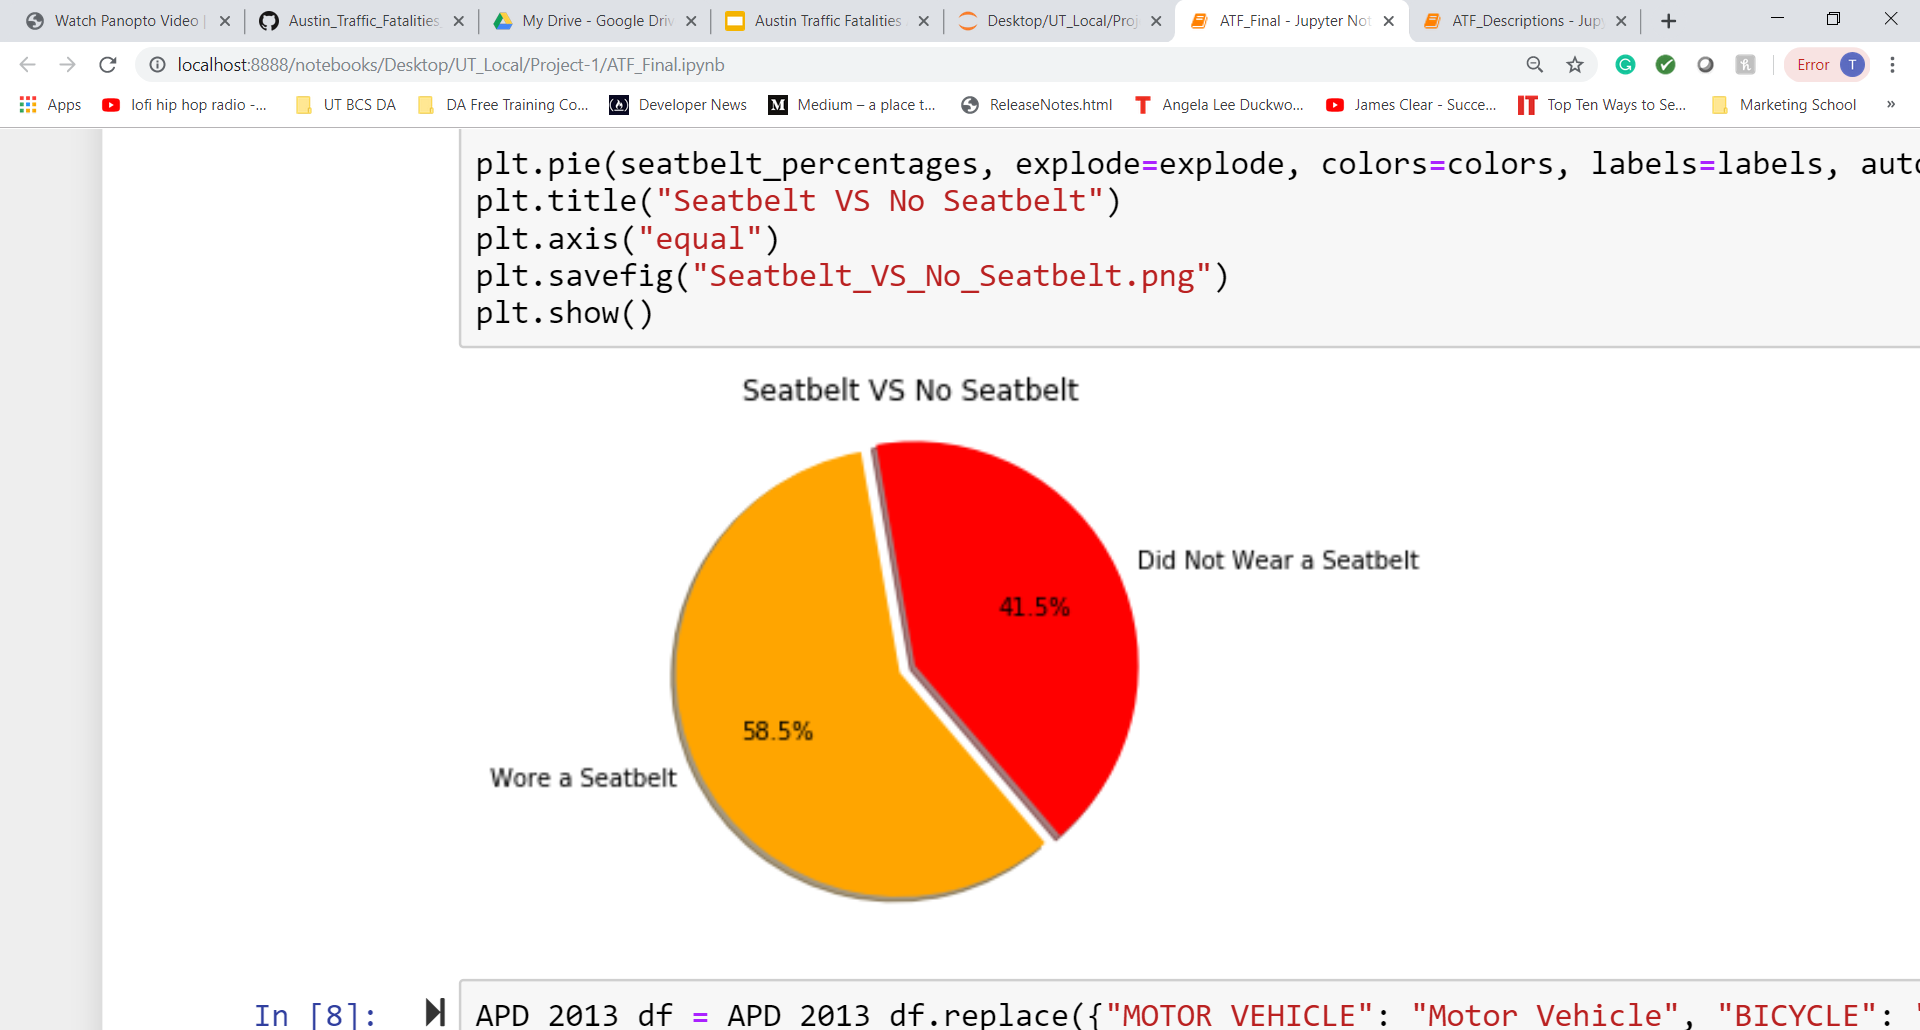 Watch Panopto Video
Austin_Traffic_Fatalities
My Drive - Google Driv
Austin Traffic Fatalities
Desktop/UT_Local/Proj
ATF_Final - Jupyter Not
ATF_Descriptions - Jupy
localhost:8888/notebooks/Desktop/UT_Local/Project-1/ATF_Final.ipynb
Error T
Apps
lofi hip hop radio -...
UT BCS DA
DA Free Training Co...
Developer News
Medium – a place t...
ReleaseNotes.html
Angela Lee Duckwo...
James Clear - Succe...
Top Ten Ways to Se...
Marketing School
»
plt.pie(seatbelt_percentages, explode=explode, colors=colors, labels=labels, auto
plt.title("Seatbelt VS No Seatbelt")
plt.axis("equal")
plt.savefig("Seatbelt_VS_No_Seatbelt.png")
plt.show()
Seatbelt VS No Seatbelt
Did Not Wear a Seatbelt
41.5%
58.5%
Wore a Seatbelt
In [8]:
APD_2013_df = APD_2013_df.replace({"MOTOR VEHICLE": "Motor Vehicle", "BICYCLE": "